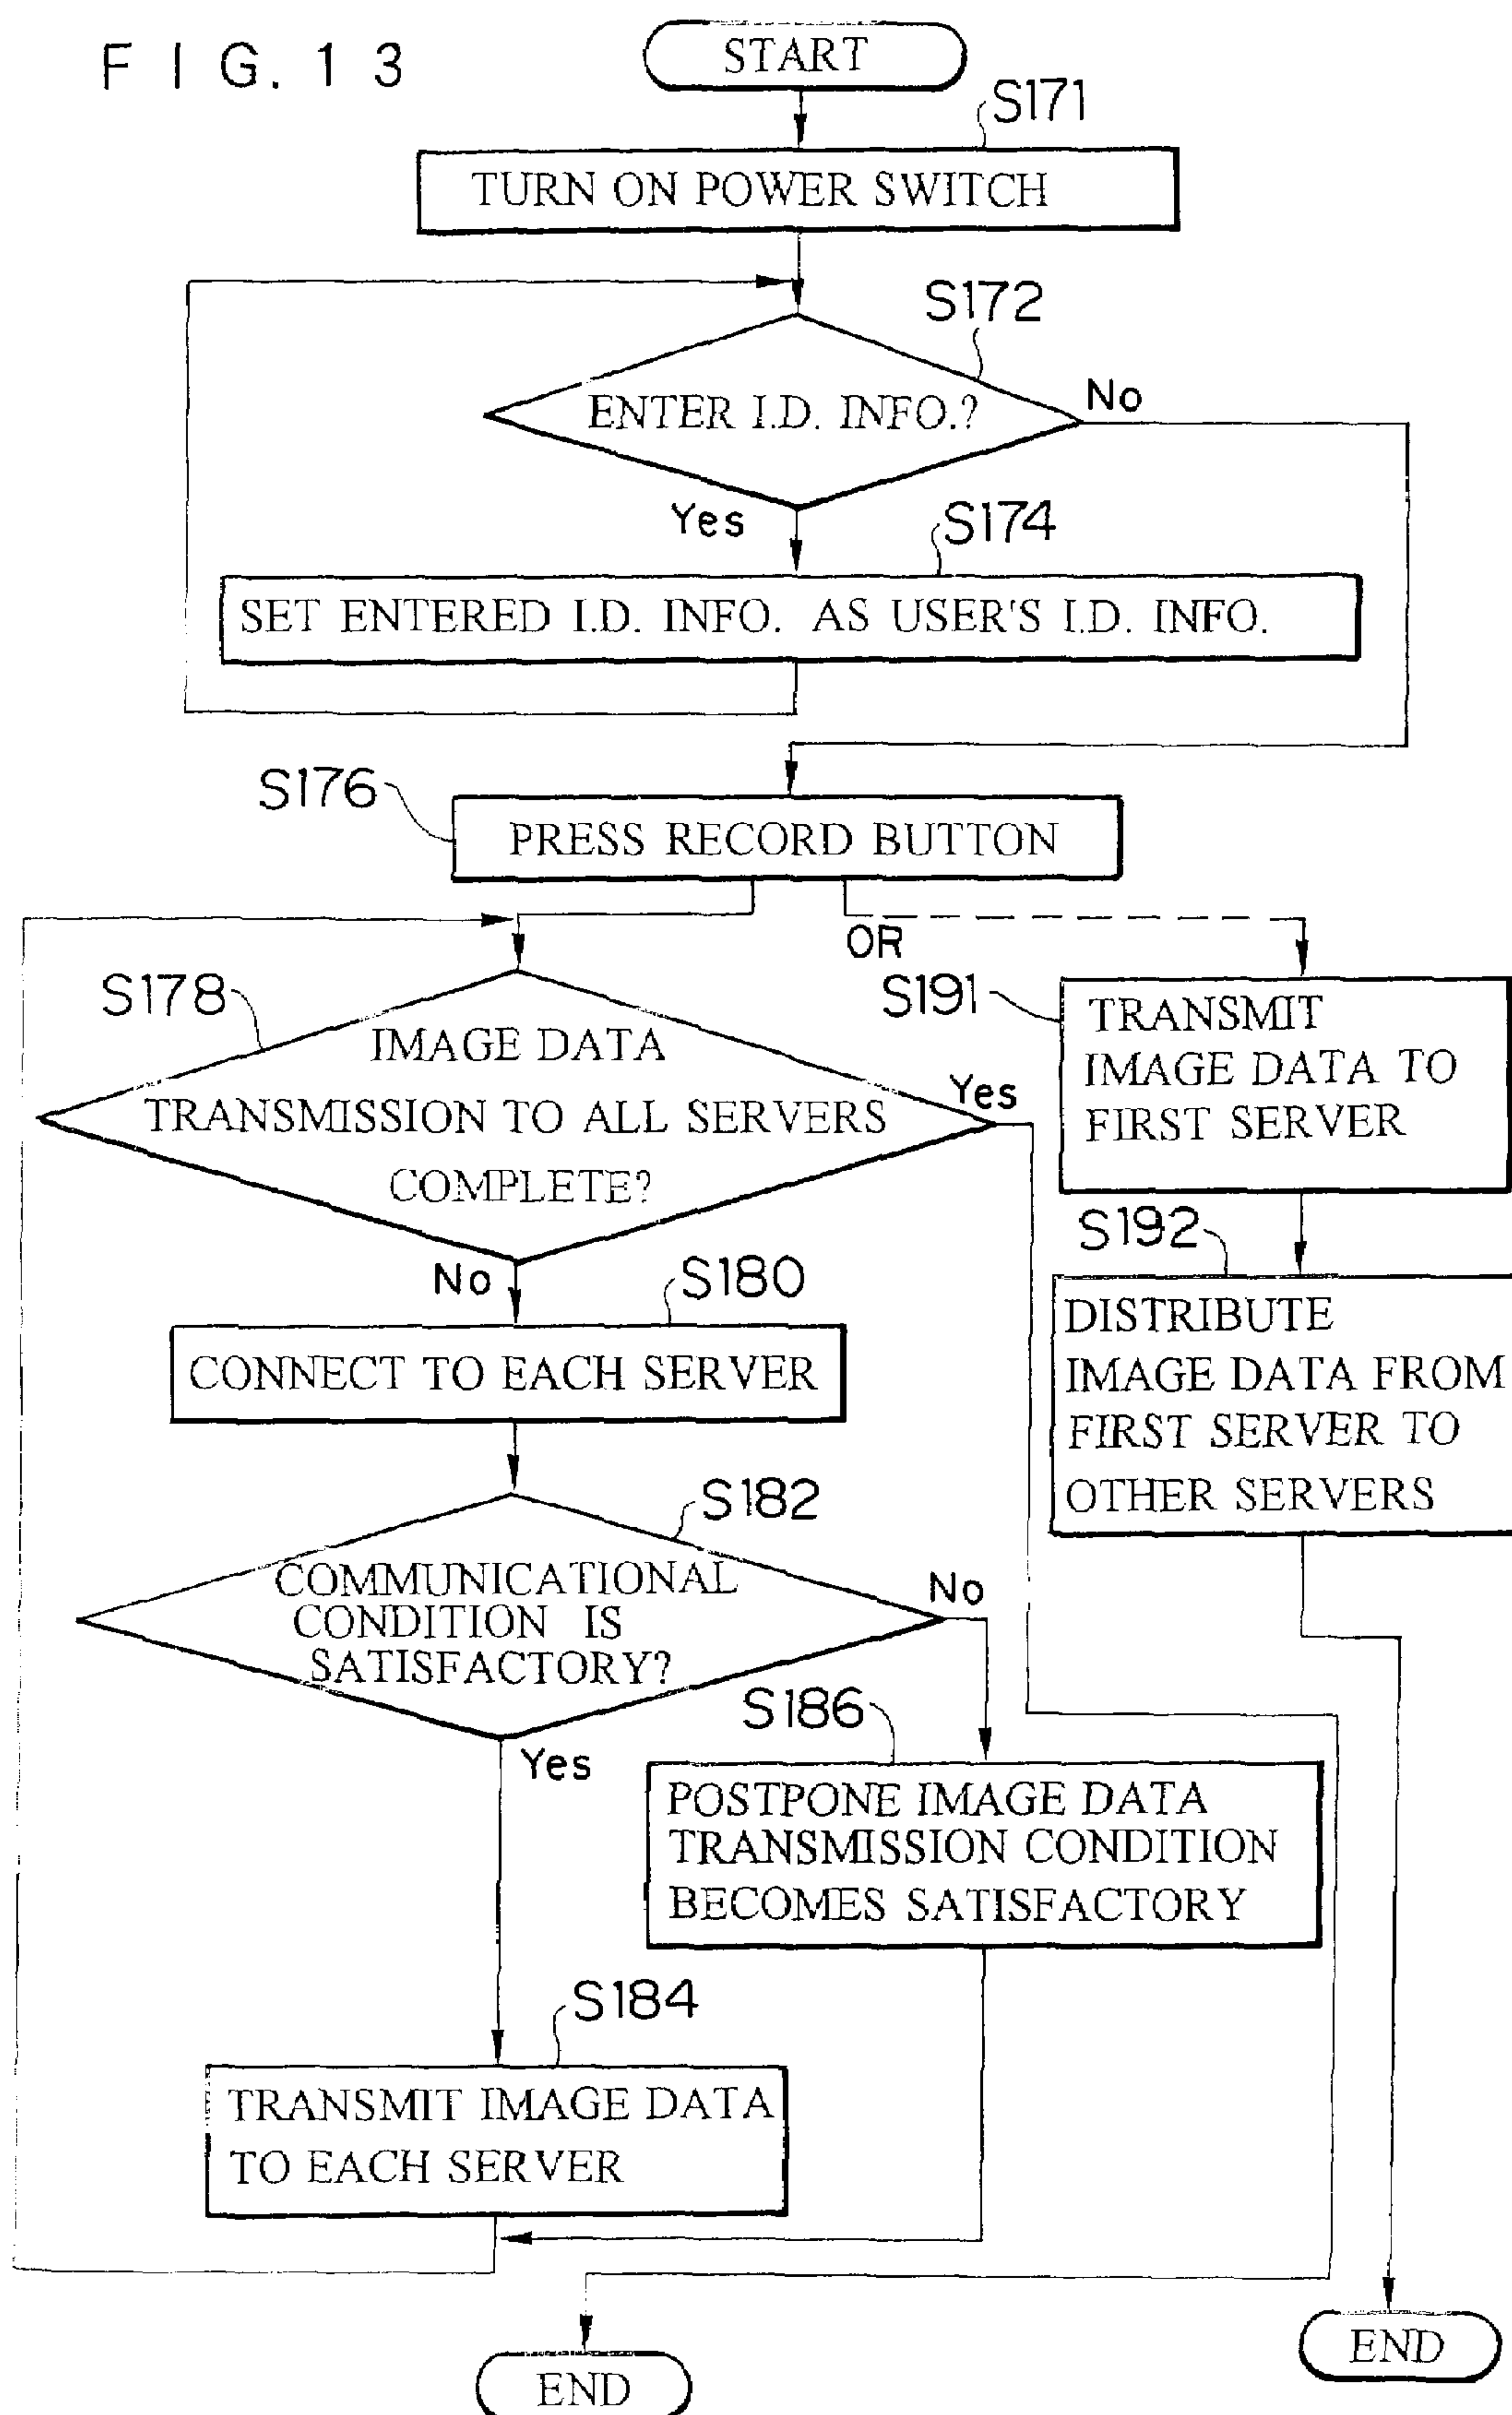 FIG. 13
START
S171
TURN ON POWER SWITCH
S172
ENTER I.D. INFO.?
No
Yes
S174
SET ENTERED I.D. INFO. AS USER'S I.D. INFO.
S176
PRESS RECORD BUTTON
OR
S178
IMAGE DATA
TRANSMISSION TO ALL SERVERS
COMPLETE?
Yes
No
S191
TRANSMIT
IMAGE DATA TO
FIRST SERVER
S192
DISTRIBUTE
IMAGE DATA FROM
FIRST SERVER TO
OTHER SERVERS
S180
CONNECT TO EACH SERVER
S182
COMMUNICATIONAL
CONDITION IS
SATISFACTORY?
No
Yes
S186
POSTPONE IMAGE DATA
TRANSMISSION CONDITION
BECOMES SATISFACTORY
S184
TRANSMIT IMAGE DATA
TO EACH SERVER
END
END